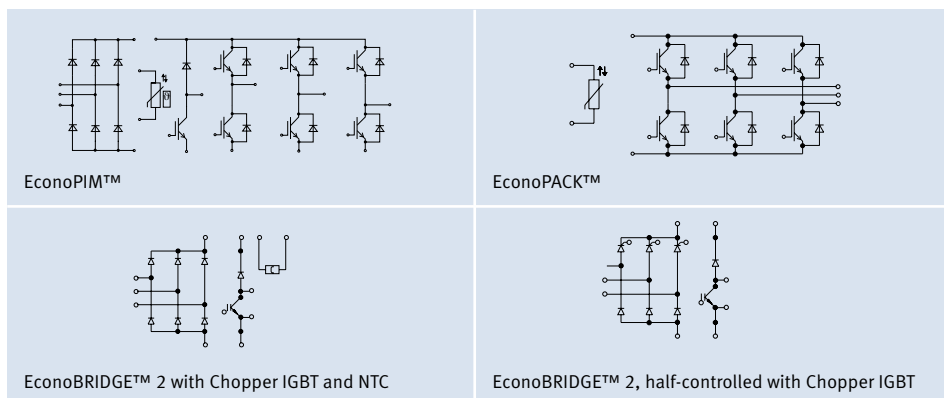 EconoPIM™
EconoPACK™
EconoBRIDGE™ 2 with Chopper IGBT and NTC
EconoBRIDGE™ 2, half-controlled with Chopper IGBT